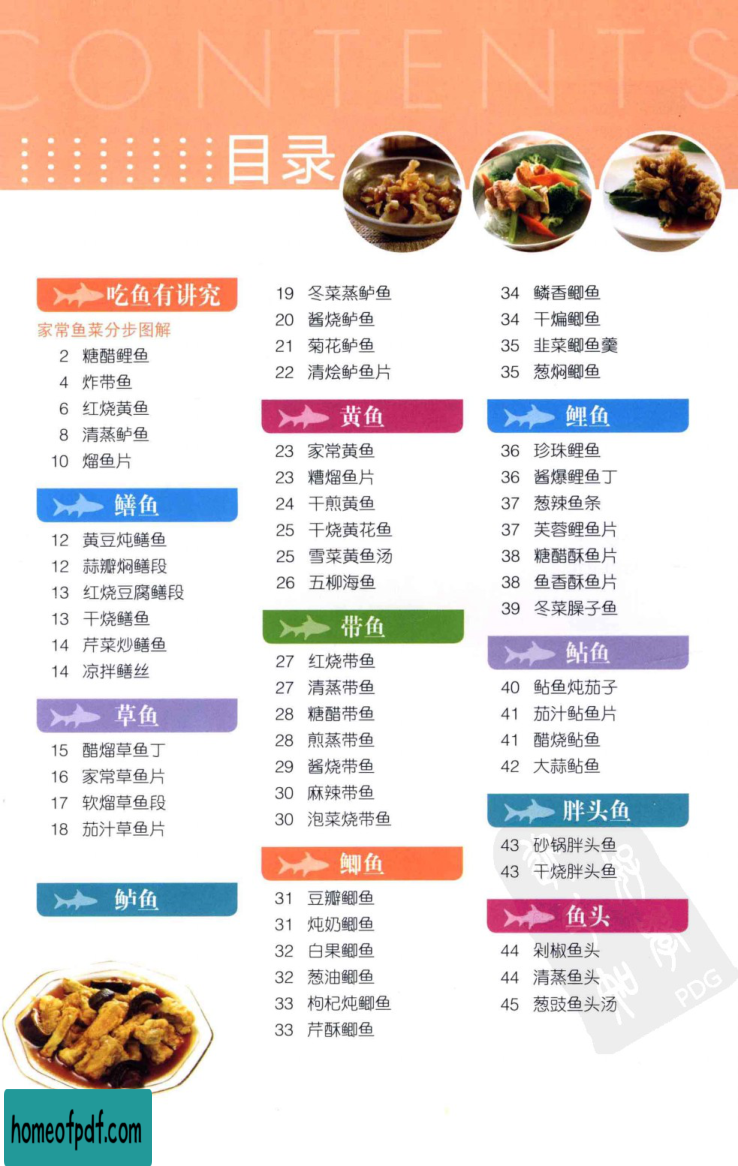 CONTENTS
目录
吃鱼有讲究
家常鱼菜分步图解
2 糖醋鲤鱼
4 炸带鱼
6 红烧黄鱼
8 清蒸鲈鱼
10 熘鱼片
鳝鱼
12 黄豆炖鳝鱼
12 蒜瓣焖鳝段
13 红烧豆腐鳝段
13 干烧鳝鱼
14 芹菜炒鳝鱼
14 凉拌鳝丝
草鱼
15 醋熘草鱼丁
16 家常草鱼片
17 软熘草鱼段
18 茄汁草鱼片
鲈鱼
19 冬菜蒸鲈鱼
20 酱烧鲈鱼
21 菊花鲈鱼
22 清烩鲈鱼片
黄鱼
23 家常黄鱼
23 糟熘鱼片
24 干煎黄鱼
25 干烧黄花鱼
25 雪菜黄鱼汤
26 五柳海鱼
带鱼
27 红烧带鱼
27 清蒸带鱼
28 糖醋带鱼
28 煎蒸带鱼
29 酱烧带鱼
30 麻辣带鱼
30 泡菜烧带鱼
鲫鱼
31 豆瓣鲫鱼
31 炖奶鲫鱼
32 白果鲫鱼
32 葱油鲫鱼
33 枸杞炖鲫鱼
33 芹酥鲫鱼
34 鳞香鲫鱼
34 干煸鲫鱼
35 韭菜鲫鱼羹
35 葱焖鲫鱼
鲤鱼
36 珍珠鲤鱼
36 酱爆鲤鱼丁
37 葱辣鱼条
37 芙蓉鲤鱼片
38 糖醋酥鱼片
38 鱼香酥鱼片
39 冬菜臊子鱼
鲇鱼
40 鲇鱼炖茄子
41 茄汁鲇鱼片
41 醋烧鲇鱼
42 大蒜鲇鱼
胖头鱼
43 砂锅胖头鱼
43 干烧胖头鱼
鱼头
44 剁椒鱼头
44 清蒸鱼头
45 葱豉鱼头汤
PDG
homeofpdf.com